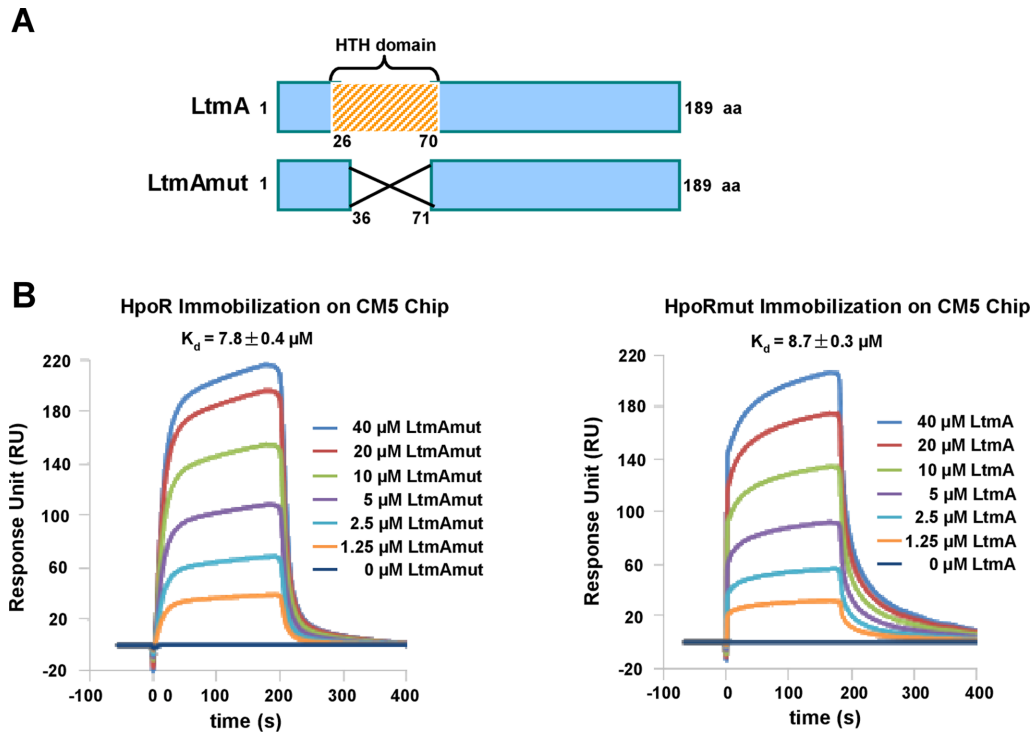 A
HTH domain
LtmA 1
189 aa
26 70
LtmAmut 1
189 aa
36 71
B
HpoR Immobilization on CM5 Chip
Kd = 7.8 ± 0.4 µM
Response Unit (RU)
220
180
140
100
60
20
-20
-100 0 0 100 200 300 400
time (s)
40 µM LtmAmut
20 µM LtmAmut
10 µM LtmAmut
5 µM LtmAmut
2.5 µM LtmAmut
1.25 µM LtmAmut
0 µM LtmAmut
HpoRmut Immobilization on CM5 Chip
Kd = 8.7 ± 0.3 µM
Response Unit (RU)
220
180
140
100
60
20
-20
-100 0 100 200 300 400
time (s)
40 µM LtmA
20 µM LtmA
10 µM LtmA
5 µM LtmA
2.5 µM LtmA
1.25 µM LtmA
0 µM LtmA